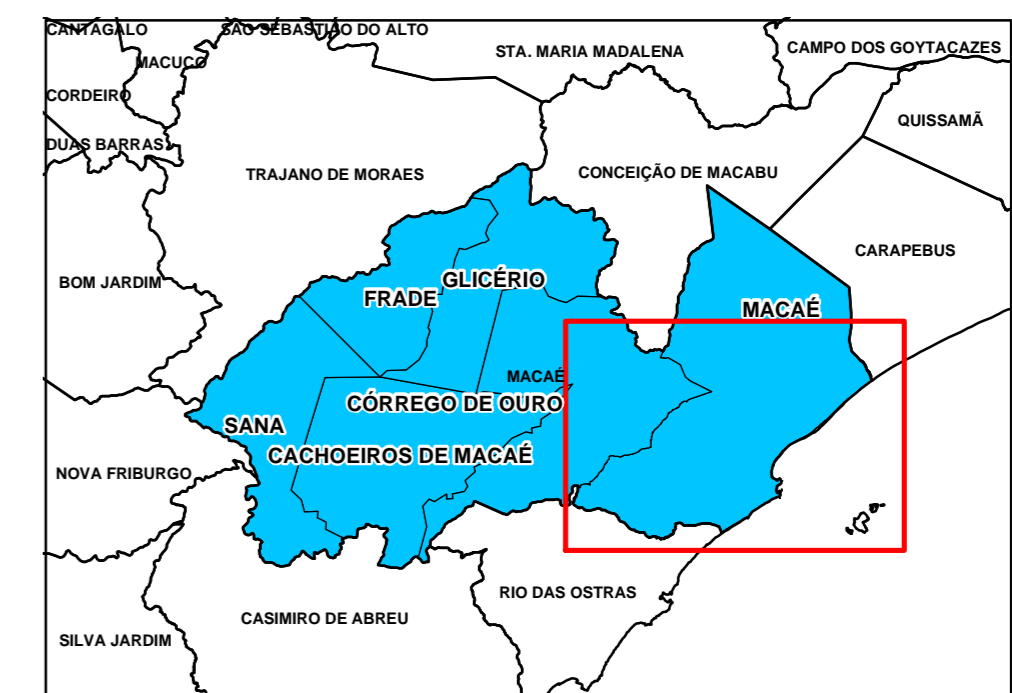 CANTAGALO
SÃO SEBASTIÃO DO ALTO
STA. MARIA MADALENA
CAMPO DOS GOYTACAZES
MACUCO
CORDEIRO
QUISSAMÃ
DUAS BARRAS
TRAJANO DE MORAES
CONCEIÇÃO DE MACABU
CARAPEBUS
BOM JARDIM
GLICÉRIO
FRADE
MACAÉ
MACAÉ
CÓRREGO DE OURO
SANA
CACHOEIROS DE MACAÉ
NOVA FRIBURGO
RIO DAS OSTRAS
CASIMIRO DE ABREU
SILVA JARDIM